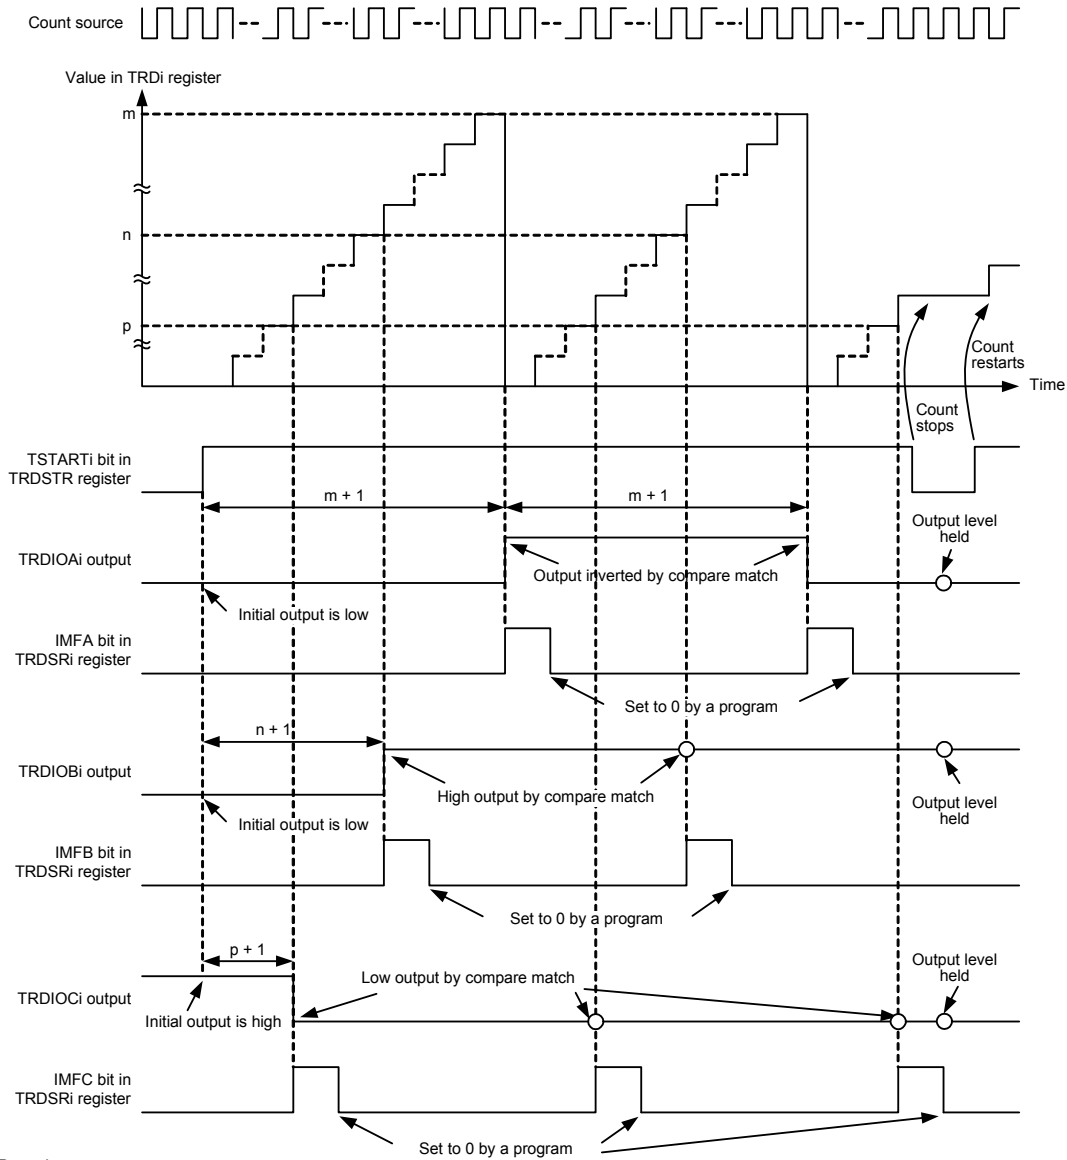 Count source
Value in TRDi register
m
n
p
Count
restarts
Time
Count
stops
TSTARTi bit in
TRDSTR register
m + 1
m + 1
Output level
held
TRDIOAi output
Output inverted by compare match
Initial output is low
IMFA bit in
TRDSRi register
Set to 0 by a program
n + 1
TRDIOBi output
High output by compare match
Output level
held
Initial output is low
IMFB bit in
TRDSRi register
Set to 0 by a program
p + 1
Low output by compare match
Output level
held
TRDIOCi output
Initial output is high
IMFC bit in
TRDSRi register
Set to 0 by a program